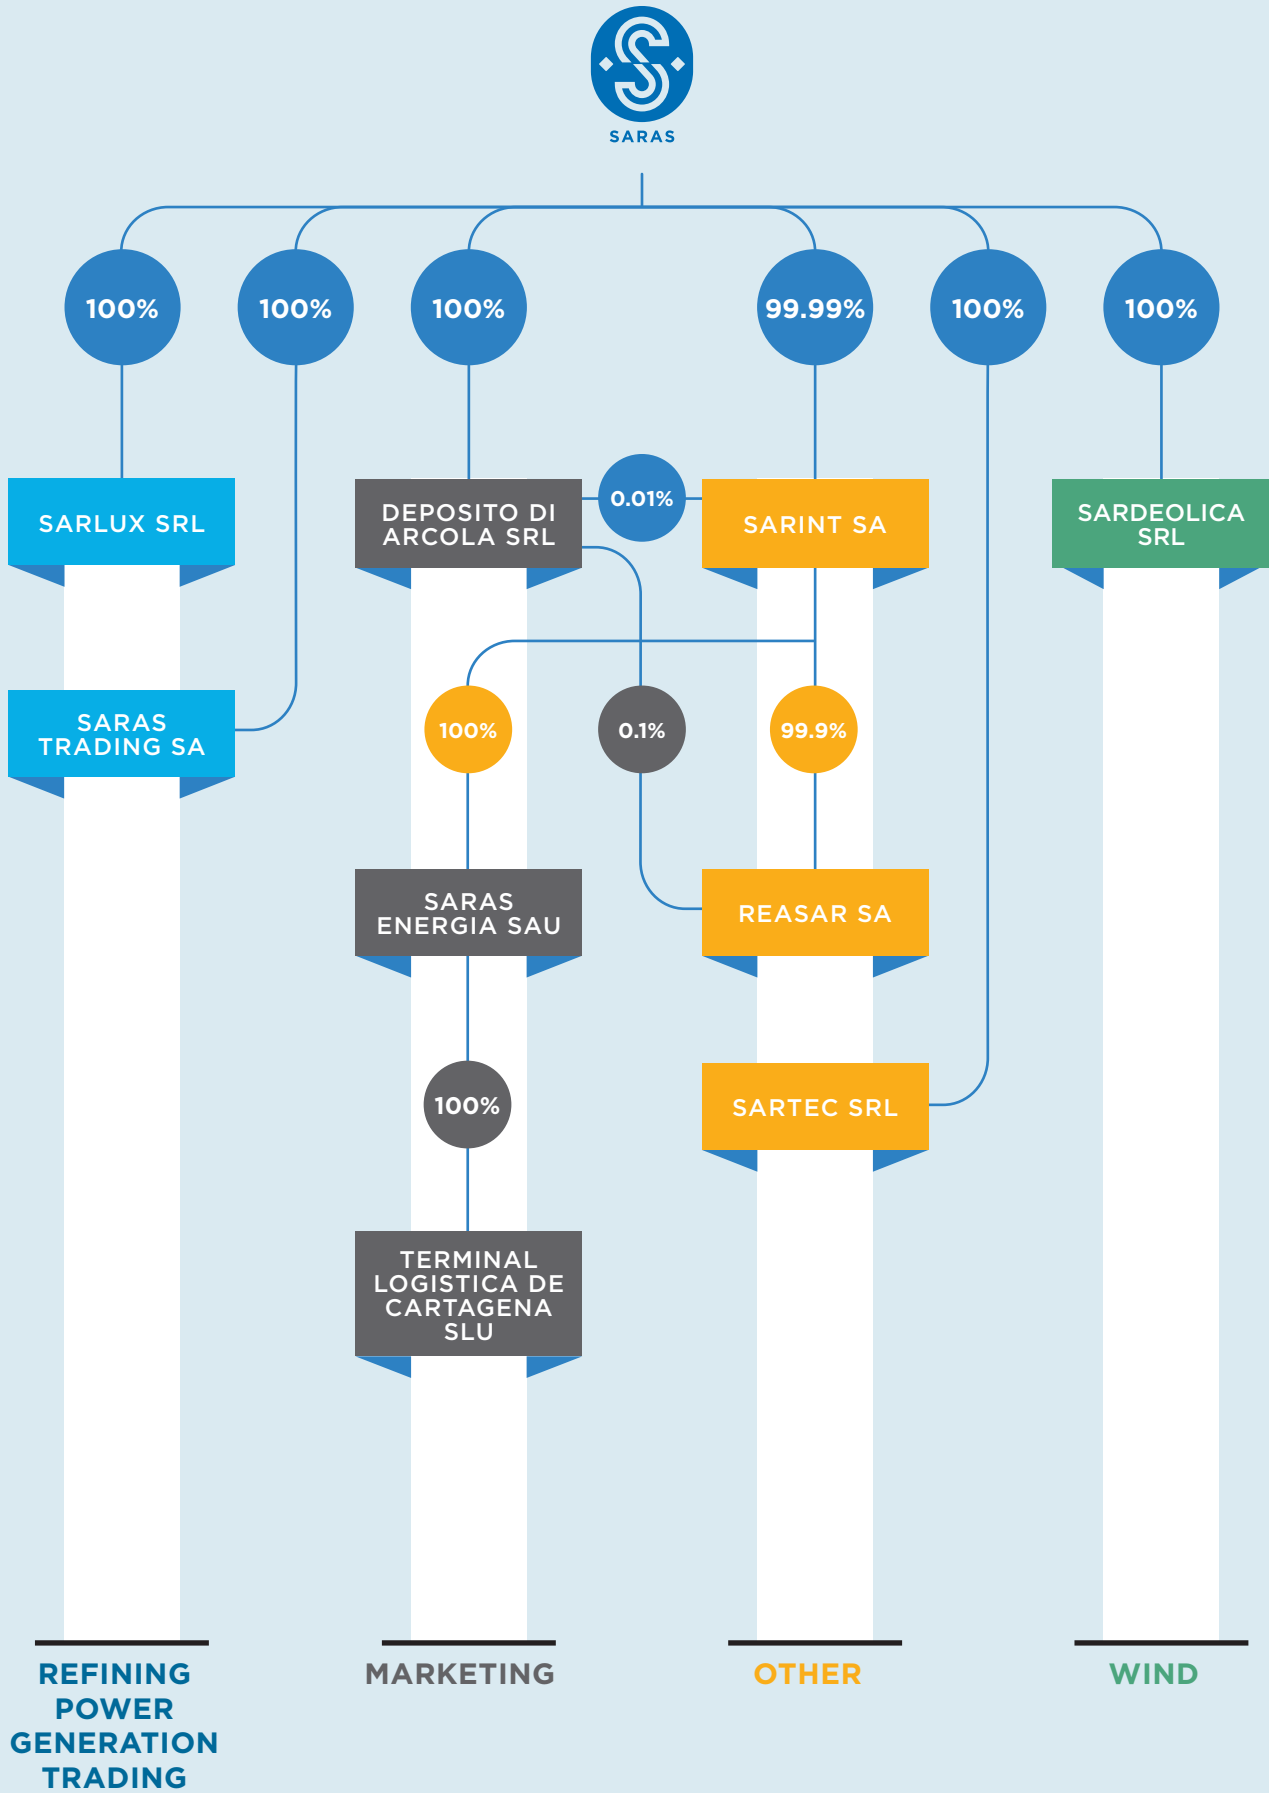 SARAS
100%
100%
100%
99.99%
100%
100%
SARLUX SRL
DEPOSITO DI
ARCOLA SRL
0.01%
SARINT SA
SARDEOLICA
SRL
SARAS
TRADING SA
100%
0.1%
99.9%
SARAS
ENERGIA SAU
REASAR SA
100%
SARTEC SRL
TERMINAL
LOGISTICA DE
CARTAGENA
SLU
REFINING
POWER
GENERATION
TRADING
MARKETING
OTHER
WIND